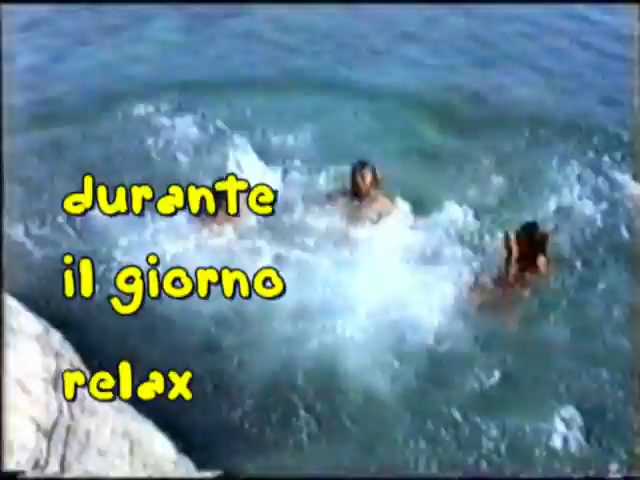 durante
il giorno
relax